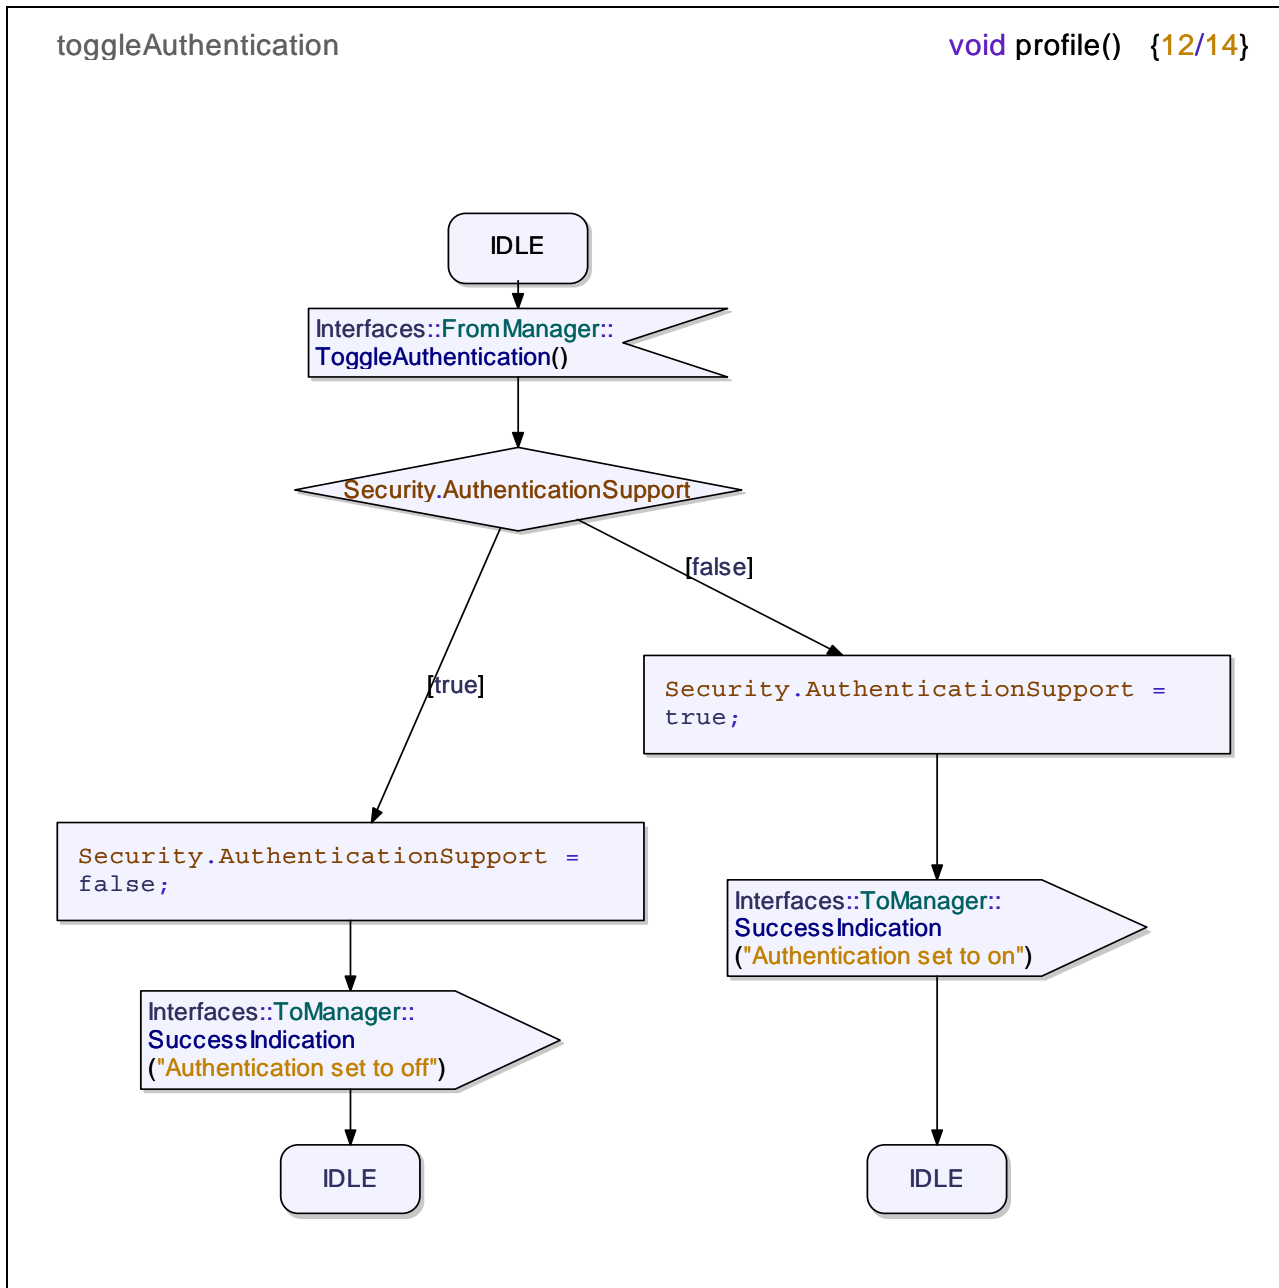 toggleAuthentication
void profile() {12/14}
IDLE
Interfaces::FromManager::
ToggleAuthentication()
Security.AuthenticationSupport
[false]
[true]
Security.AuthenticationSupport =
true;
Security.AuthenticationSupport =
false;
Interfaces::ToManager::
SuccessIndication
("Authentication set to on")
Interfaces::ToManager::
SuccessIndication
("Authentication set to off")
IDLE
IDLE